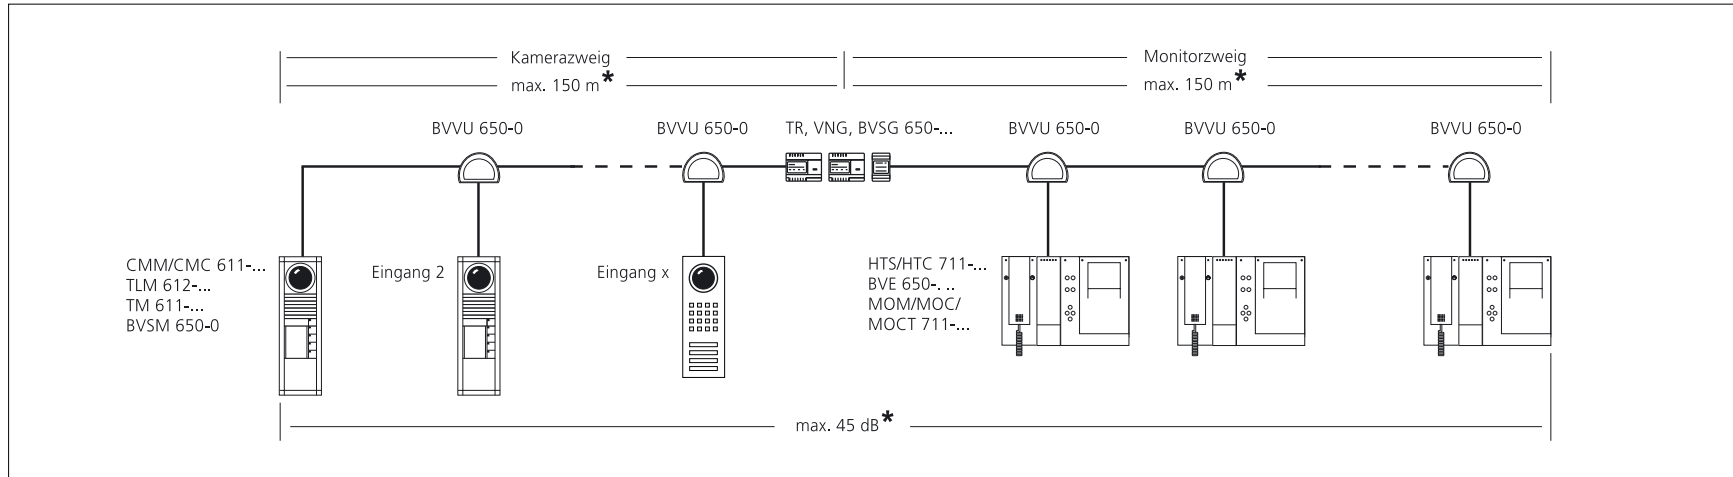 Kamerazweig
max. 150 m*
Monitorzweig
max. 150 m*
BVVU 650-0
BVVU 650-0
TR, VNG, BVSG 650-...
BVVU 650-0
BVVU 650-0
BVVU 650-0
CMM/CMC 611-...
TLM 612-...
TM 611-...
BVSM 650-0
Eingang 2
Eingang x
HTS/HTC 711-...
BVE 650-. ..
MOM/MOC/
MOCT 711-...
max. 45 dB*